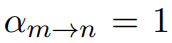 α_{m→n} = 1